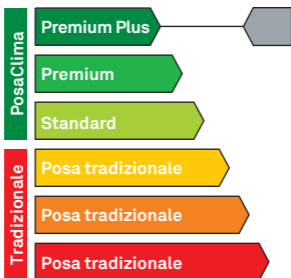 PosaClima
Premium Plus
Premium
Standard
Tradizionale
Posa tradizionale
Posa tradizionale
Posa tradizionale